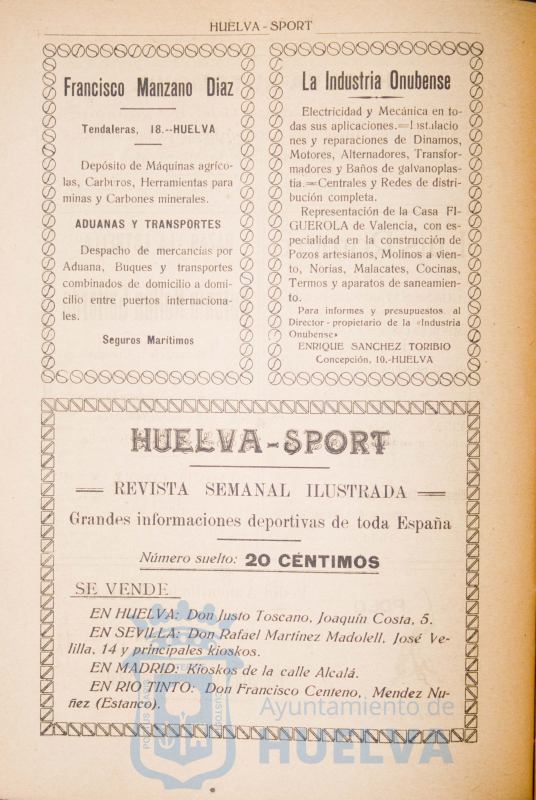 HUELVA - SPORT
Francisco Manzano Diaz
Tendaleras, 18.--HUELVA
Depósito de Máquinas agríco-
las, Carburos, Herramientas para
minas y Carbones minerales.
ADUANAS Y TRANSPORTES
Despacho de mercancías por
Aduana, Buques y transportes
combinados de domicilio a domi-
cilio entre puertos internaciona-
les.
Seguros Marítimos
La Industria Onubense
Electricidad y Mecánica en to-
das sus aplicaciones.=Instalacio
nes y reparaciones de Dinamos,
Motores, Alternadores, Transfor-
madores y Baños de galvanoplas-
tia.=Centrales y Redes de distri-
bución completa.
Representación de la Casa FI-
GUEROLA de Valencia, con es-
pecialidad en la construcción de
Pozos artesianos, Molinos a vien-
to, Norias, Malacates, Cocinas,
Termos y aparatos de saneamien-
to.
Para informes y presupuestos al
Director-propietario de la «Industria
Onubense»
ENRIQUE SANCHEZ TORIBIO
Concepción, 10.-HUELVA
HUELVA-SPORT
REVISTA SEMANAL ILUSTRADA
Grandes informaciones deportivas de toda España
Número suelto: 20 CÉNTIMOS
SE VENDE
EN HUELVA: Don Justo Toscano. Joaquín Costa, 5.
EN SEVILLA: Don Rafael Martínez Madolell. José Ve-
lilla, 14 y principales kioskos.
EN MADRID: Kioskos de la calle Alcalá.
EN RIO TINTO: Don Francisco Centeno,. Mendez Nu-
ñez (Estanco).
Ayuntamiento de
HUELVA